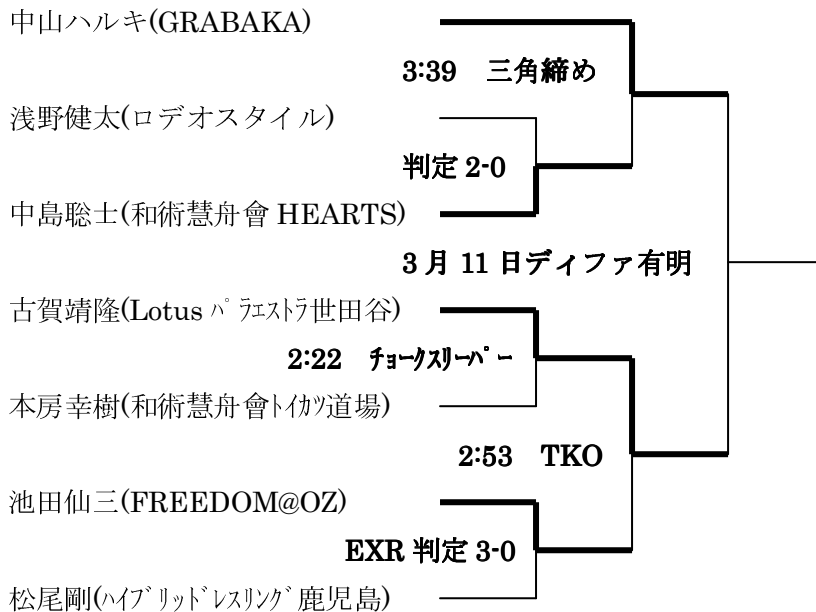 中山ハルキ(GRABAKA)
3:39　三角締め
浅野健太(ロデオスタイル)
判定 2-0
中島聡士(和術慧舟會 HEARTS)
3 月 11 日ディファ有明
古賀靖隆(Lotus ﾊﾟﾗｴｽﾄﾗ世田谷)
2:22　ﾁｮｰｸｽﾘｰﾊﾟｰ
本房幸樹(和術慧舟會ﾄｲｶﾂ道場)
2:53　TKO
池田仙三(FREEDOM@OZ)
EXR 判定 3-0
松尾剛(ﾊｲﾌﾞﾘｯﾄﾞﾚｽﾘﾝｸﾞ鹿児島)